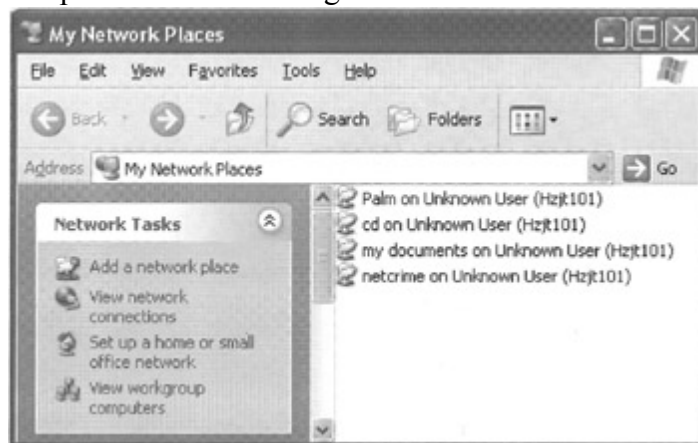 My Network Places
File Edit View Favorites Tools Help
Back Search Folders
Address My Network Places Go
Network Tasks
Add a network place
View network
connections
Set up a home or small
office network
View workgroup
computers
Palm on Unknown User (Hzjt101)
cd on Unknown User (Hzjt101)
my documents on Unknown User (Hzjt101)
netcrime on Unknown User (Hzjt101)